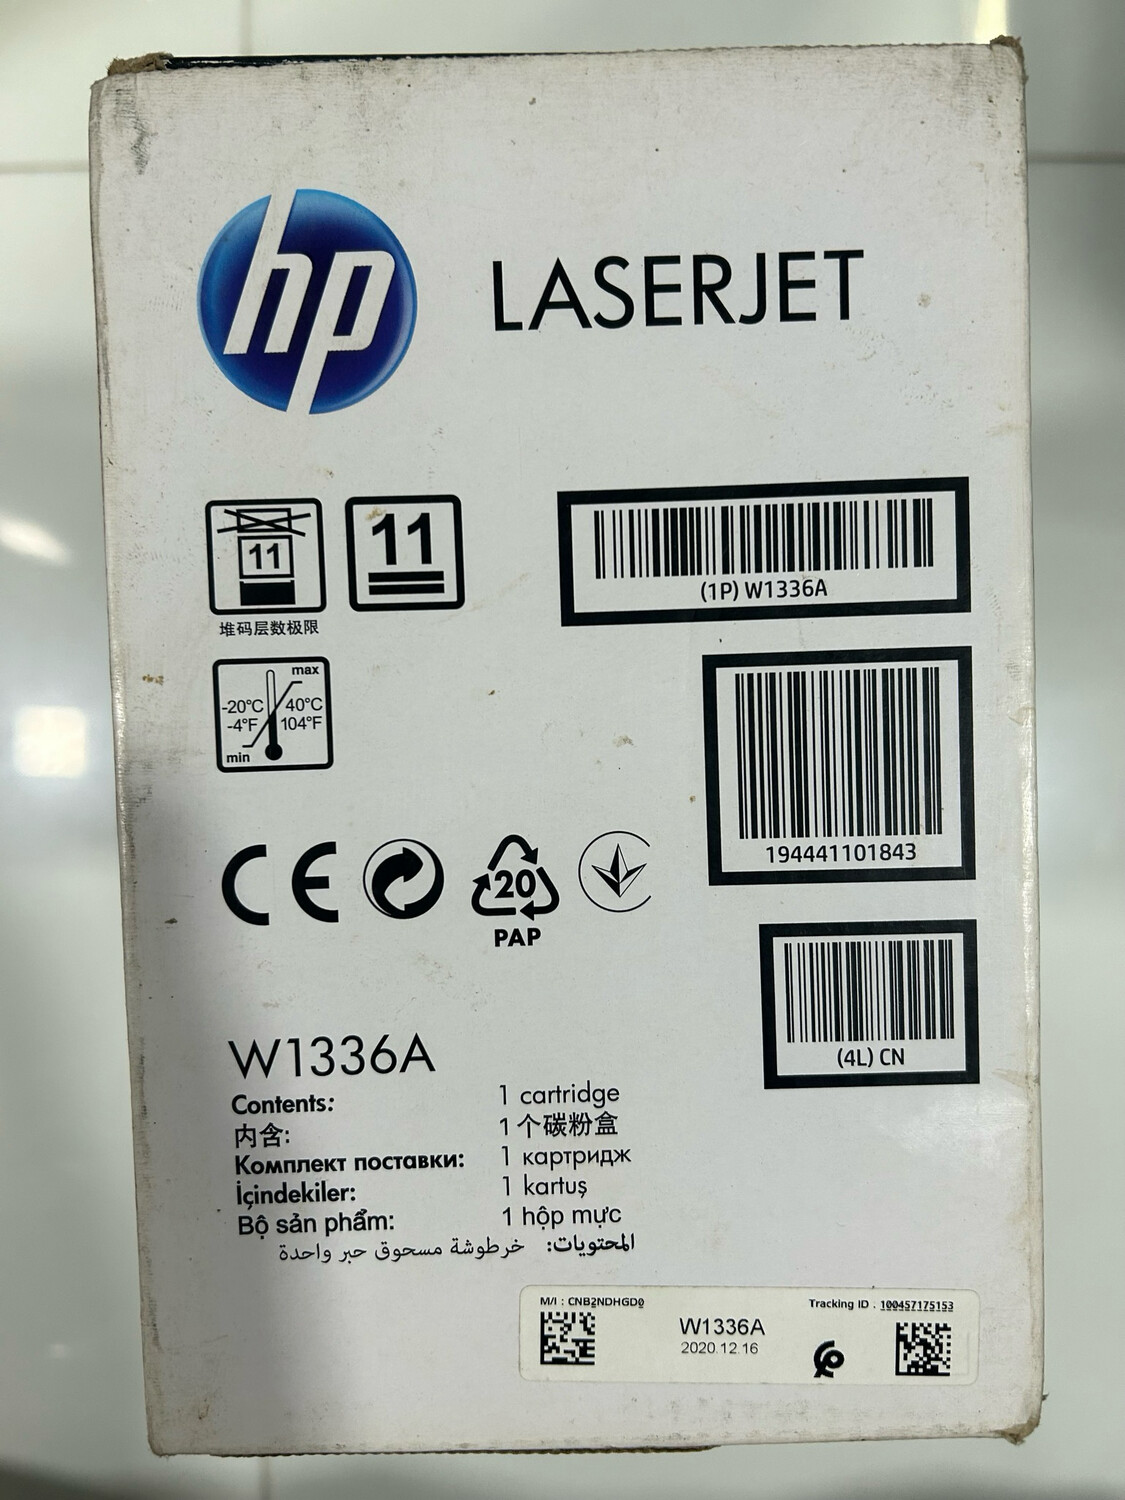 hp
LASERJET
11
11
堆码层数极限
(1P) W1336A
max
-20°C 40°C
-4°F 104°F
min
194441101843
CE
20
PAP
(4L) CN
W1336A
Contents: 1 cartridge
内含: 1 个碳粉盒
Комплект поставки: 1 картридж
İçindekiler: 1 kartuş
Bộ sản phẩm: 1 hộp mực
المحتويات: خرطوشة مسحوق حبر واحدة
M/I : CNB2NDHGD0 Tracking ID . 100457175153
W1336A
2020.12.16